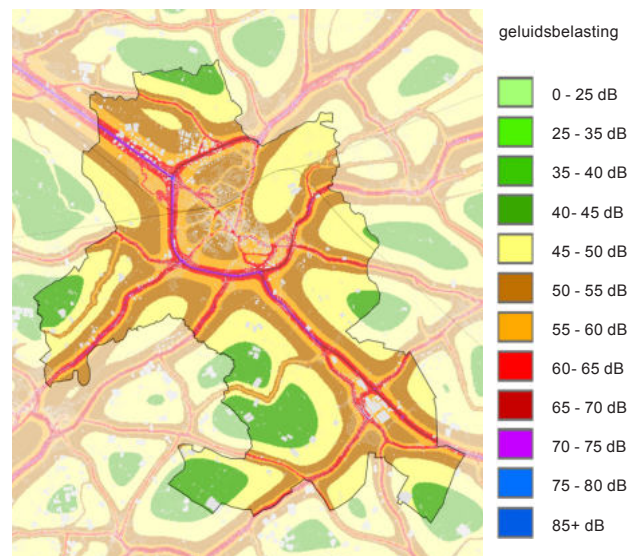 geluidsbelasting
0 - 25 dB
25 - 35 dB
35 - 40 dB
40- 45 dB
45 - 50 dB
50 - 55 dB
55 - 60 dB
60- 65 dB
65 - 70 dB
70 - 75 dB
75 - 80 dB
85+ dB